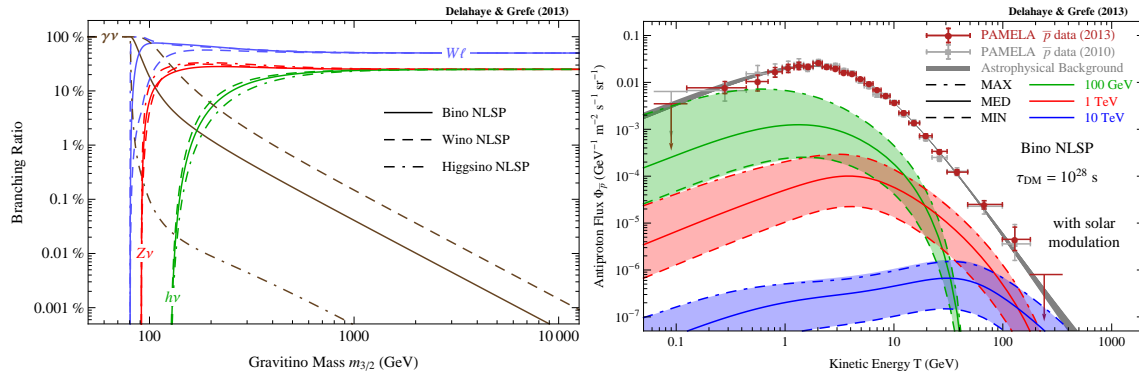 Delahaye & Grefe (2013)
γν
100 %
10 %
1 %
0.1 %
0.01 %
0.001 %
Branching Ratio
Wℓ
Zν
hν
Bino NLSP
Wino NLSP
Higgsino NLSP
100
1000
10 000
Gravitino Mass m3/2 (GeV)
Delahaye & Grefe (2013)
PAMELA p̅ data (2013)
PAMELA p̅ data (2010)
Astrophysical Background
MAX 100 GeV
MED 1 TeV
MIN 10 TeV
Bino NLSP
τDM = 10²⁸ s
with solar
modulation
0.1
0.01
10⁻³
10⁻⁴
10⁻⁵
10⁻⁶
10⁻⁷
Antiproton Flux Φp̅ (GeV⁻¹ m⁻² s⁻¹ sr⁻¹)
0.1
1
10
100
1000
Kinetic Energy T (GeV)